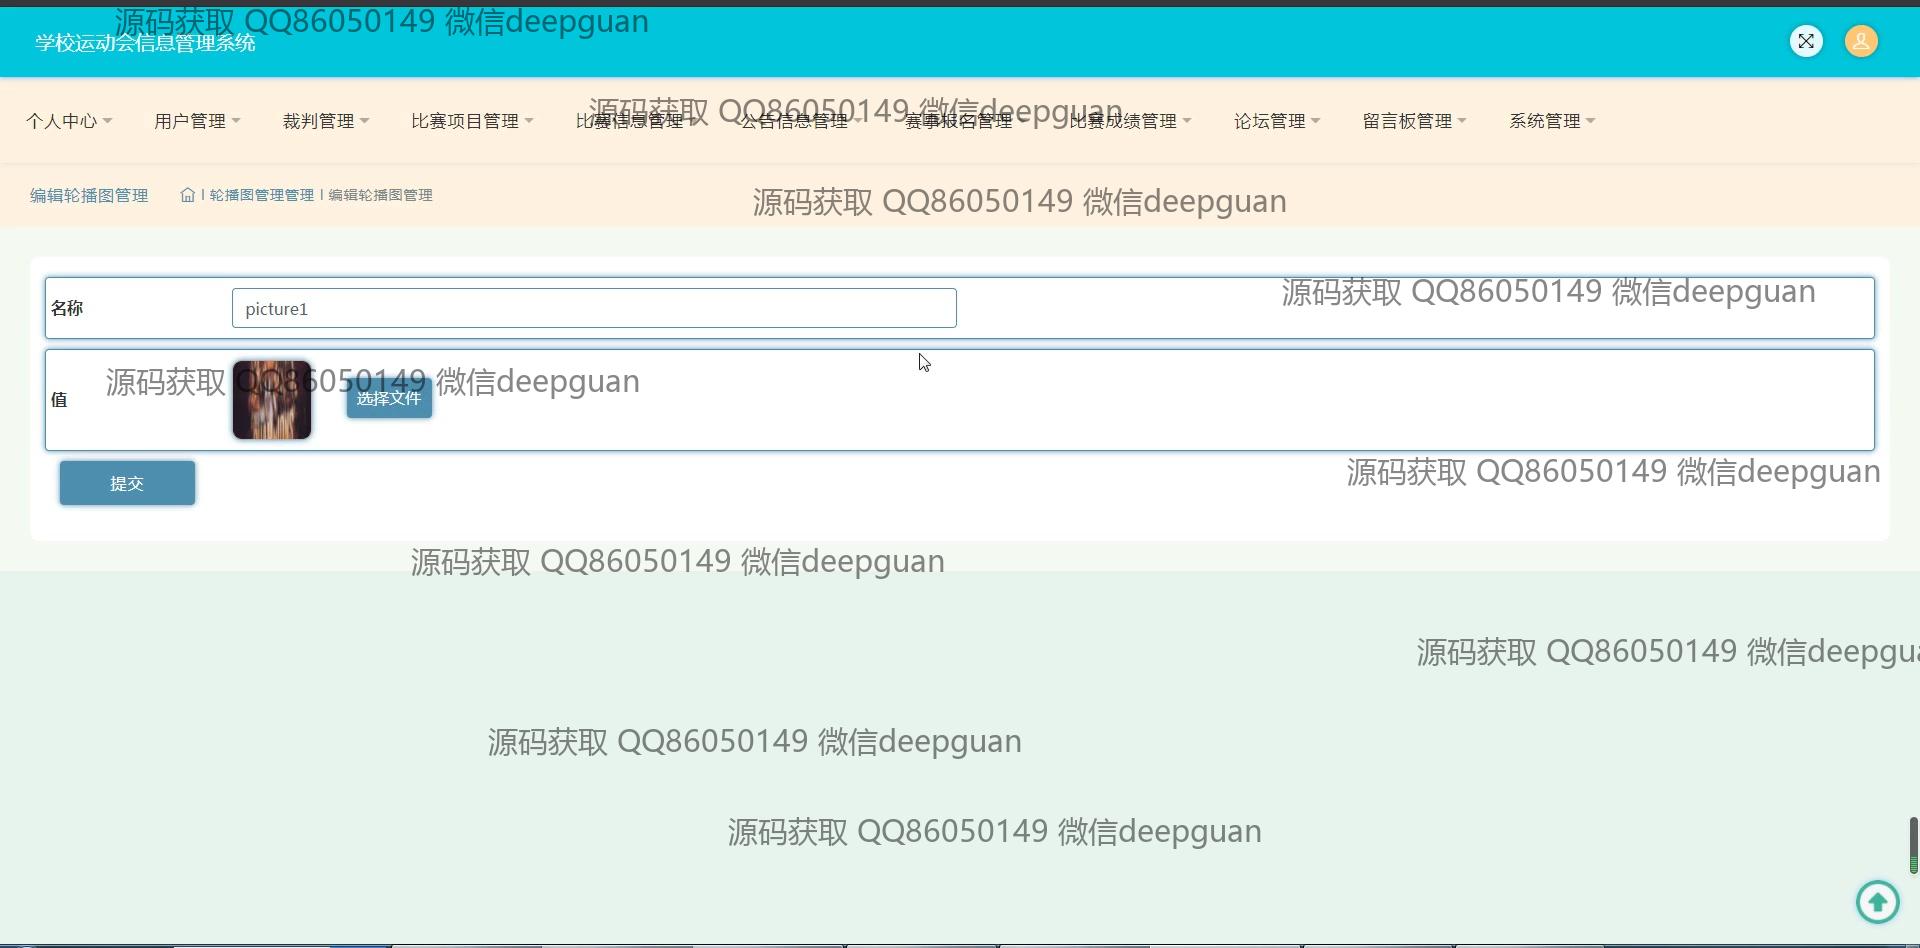 源码获取 QQ86050149 微信deepguan
学校运动会信息管理系统
源码获取 QQ86050149 微信deepguan
个人中心 用户管理 裁判管理 比赛项目管理 比赛信息管理 公告信息管理 赛事报名管理 比赛成绩管理 论坛管理 留言板管理 系统管理
编辑轮播图管理 轮播图管理管理 编辑轮播图管理
源码获取 QQ86050149 微信deepguan
源码获取 QQ86050149 微信deepguan
名称 picture1
源码获取 QQ86050149 微信deepguan
值 选择文件
源码获取 QQ86050149 微信deepguan
提交
源码获取 QQ86050149 微信deepguan
源码获取 QQ86050149 微信deepgua
源码获取 QQ86050149 微信deepguan
源码获取 QQ86050149 微信deepguan